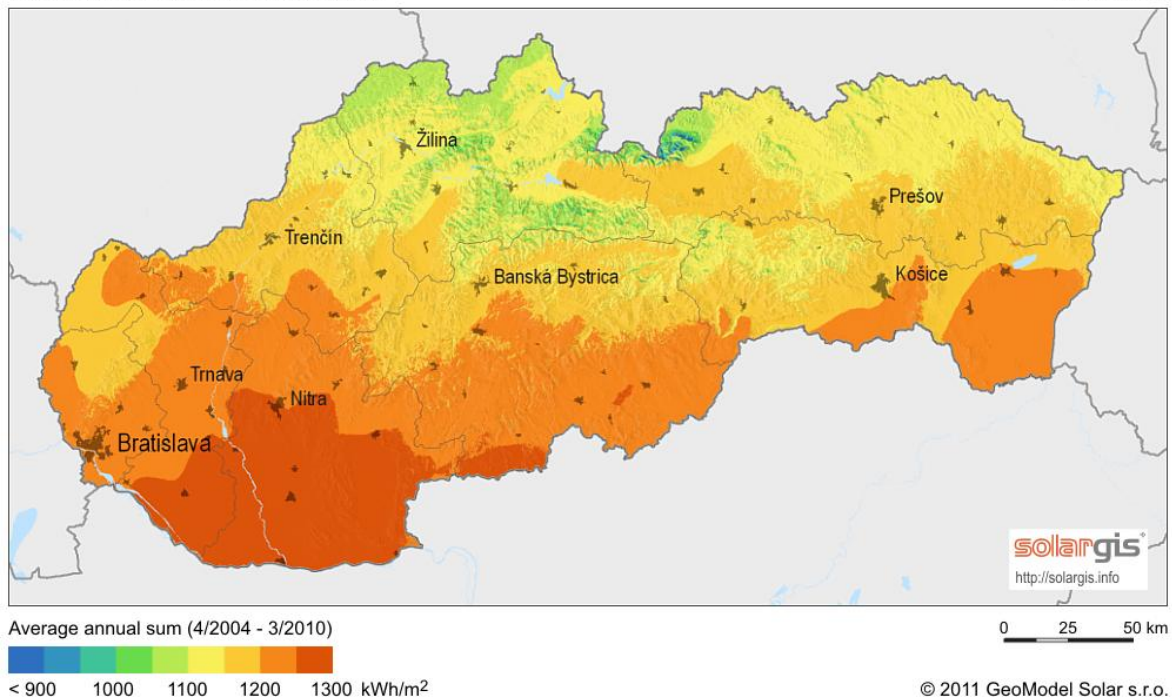 Žilina
Prešov
Trenčín
Banská Bystrica
Košice
Trnava
Nitra
Bratislava
solargis
http://solargis.info
Average annual sum (4/2004 - 3/2010)
0 25 50 km
< 900 1000 1100 1200 1300 kWh/m2
© 2011 GeoModel Solar s.r.o.